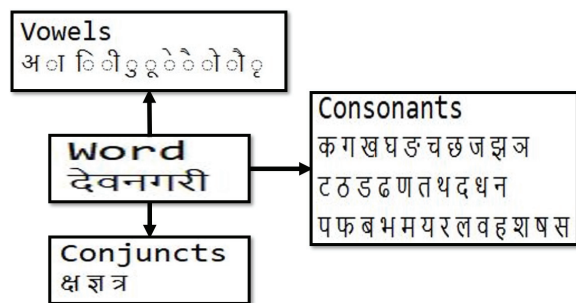 Vowels
अ ा ि ी ु ू े ै ो ौ ृ
Word
देवनगरी
Consonants
क ग ख घ ङ च छ ज झ ञ
ट ठ ड ढ ण त थ द ध न
प फ ब भ म य र ल व ह श ष स
Conjuncts
क्ष ज्ञ त्र